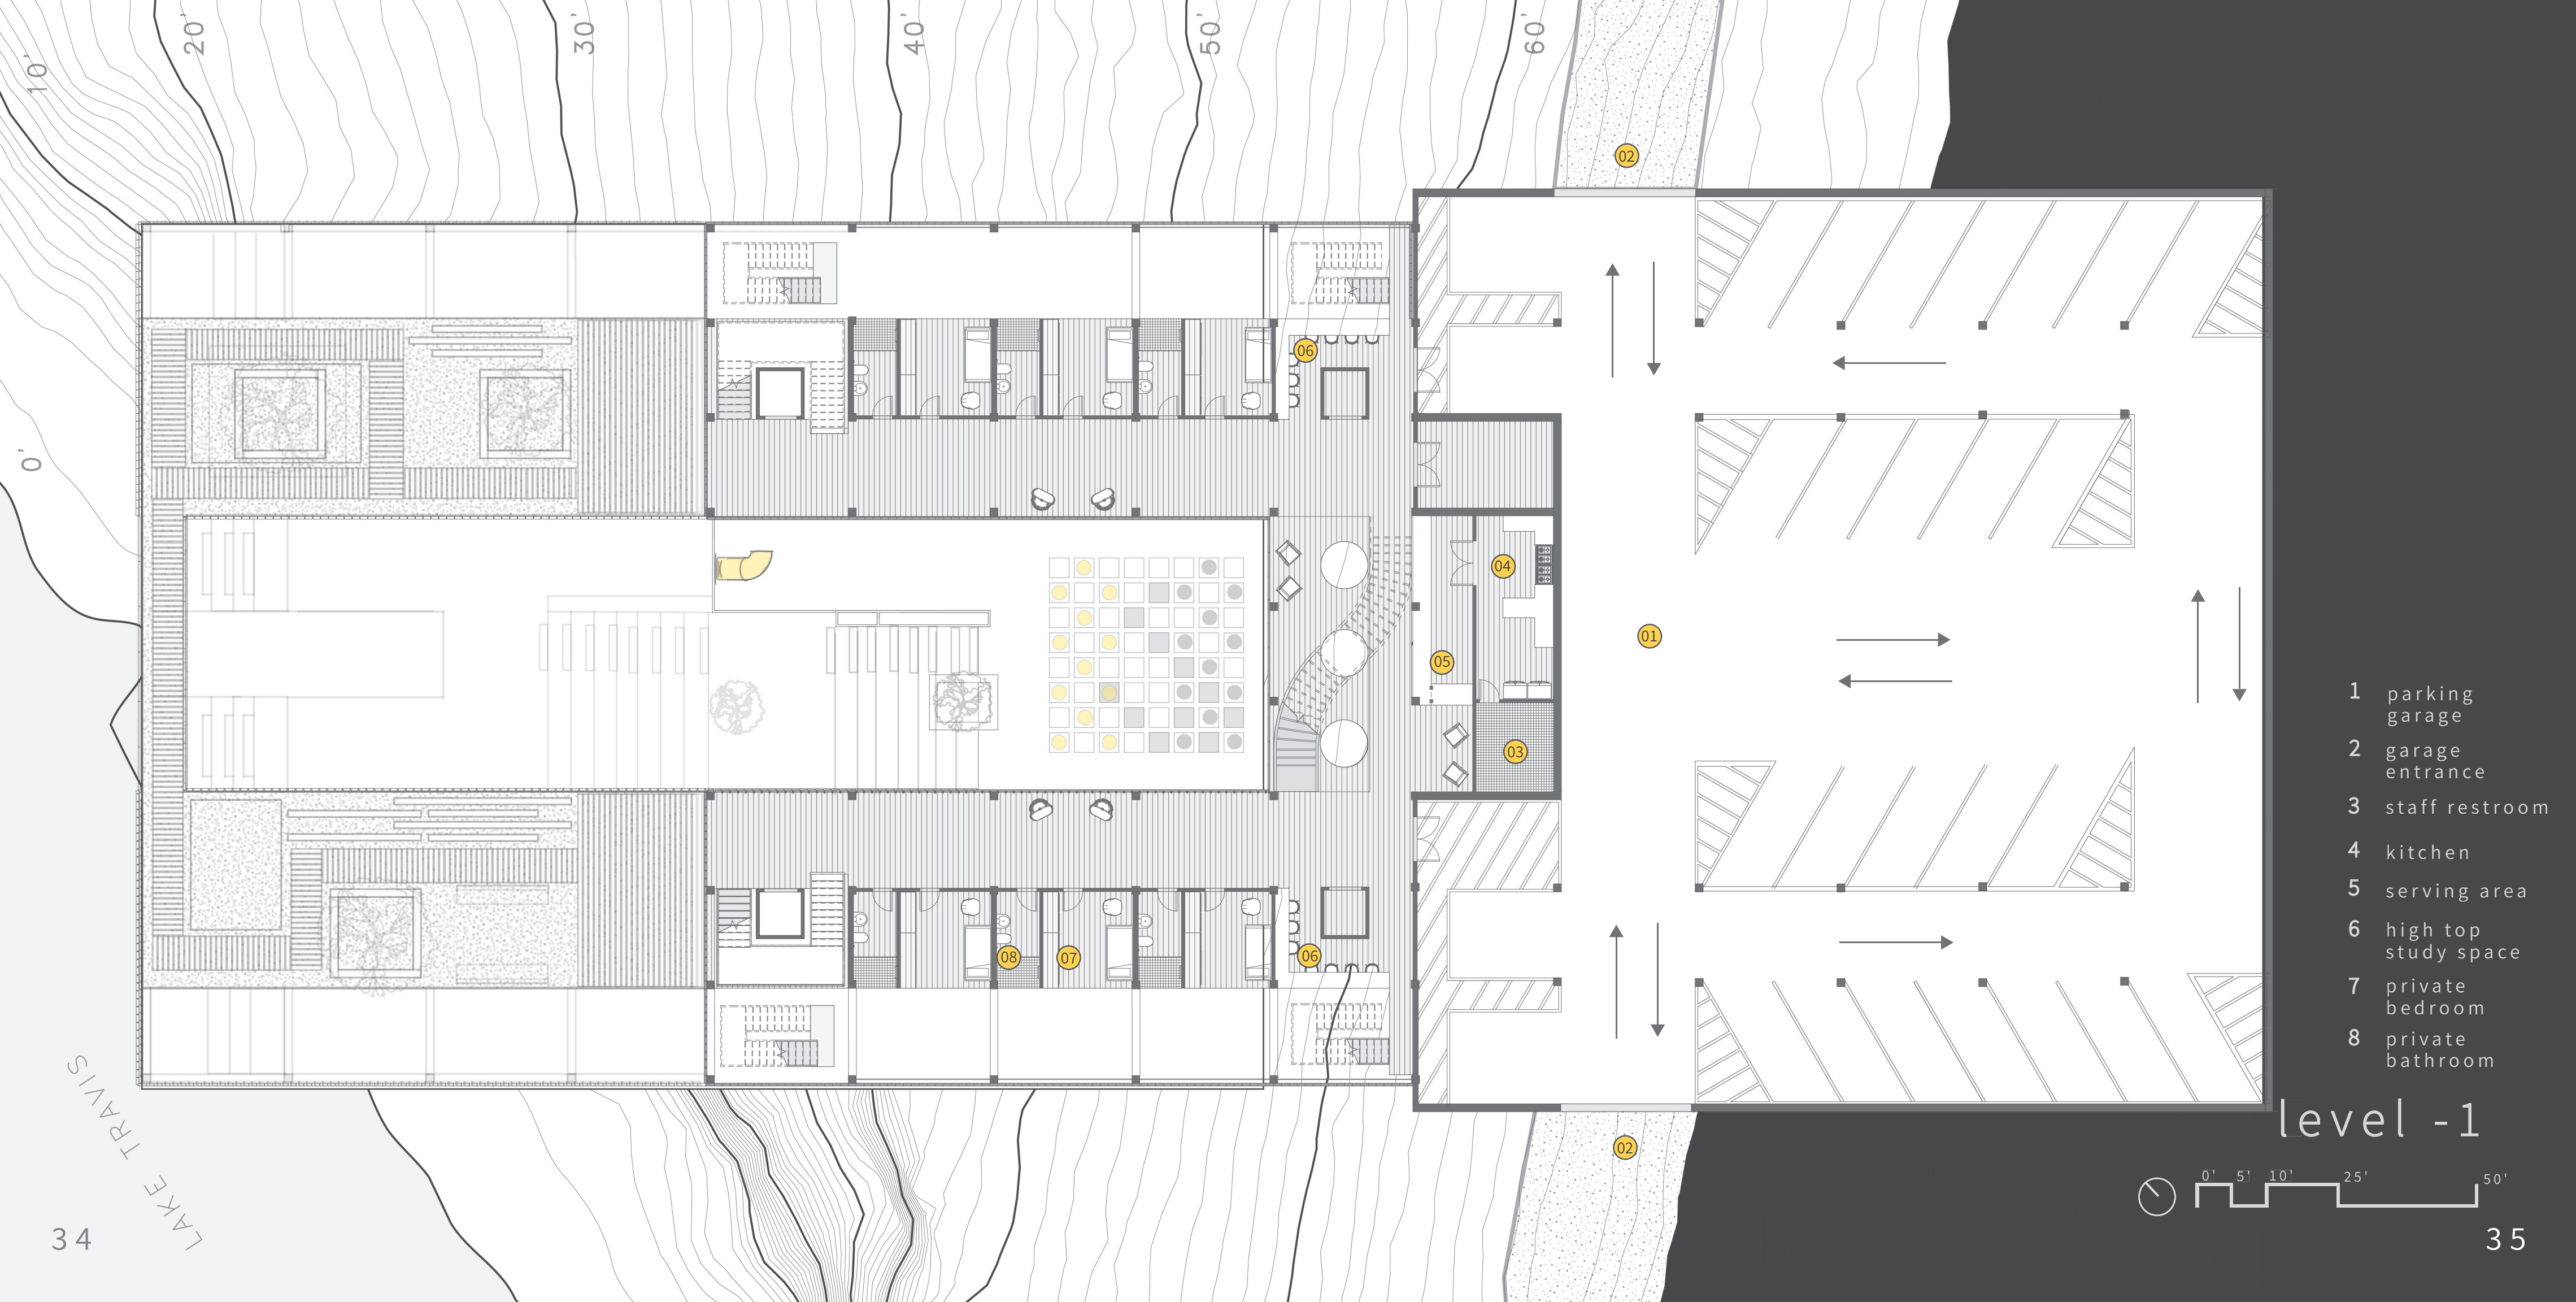 10'
20'
30'
40'
50'
60'
0'
02
06
04
01
05
03
08
07
06
02
1 parking
garage
2 garage
entrance
3 staff restroom
4 kitchen
5 serving area
6 high top
study space
7 private
bedroom
8 private
bathroom
level -1
0' 5' 10' 25' 50'
LAKE TRAVIS
34
35